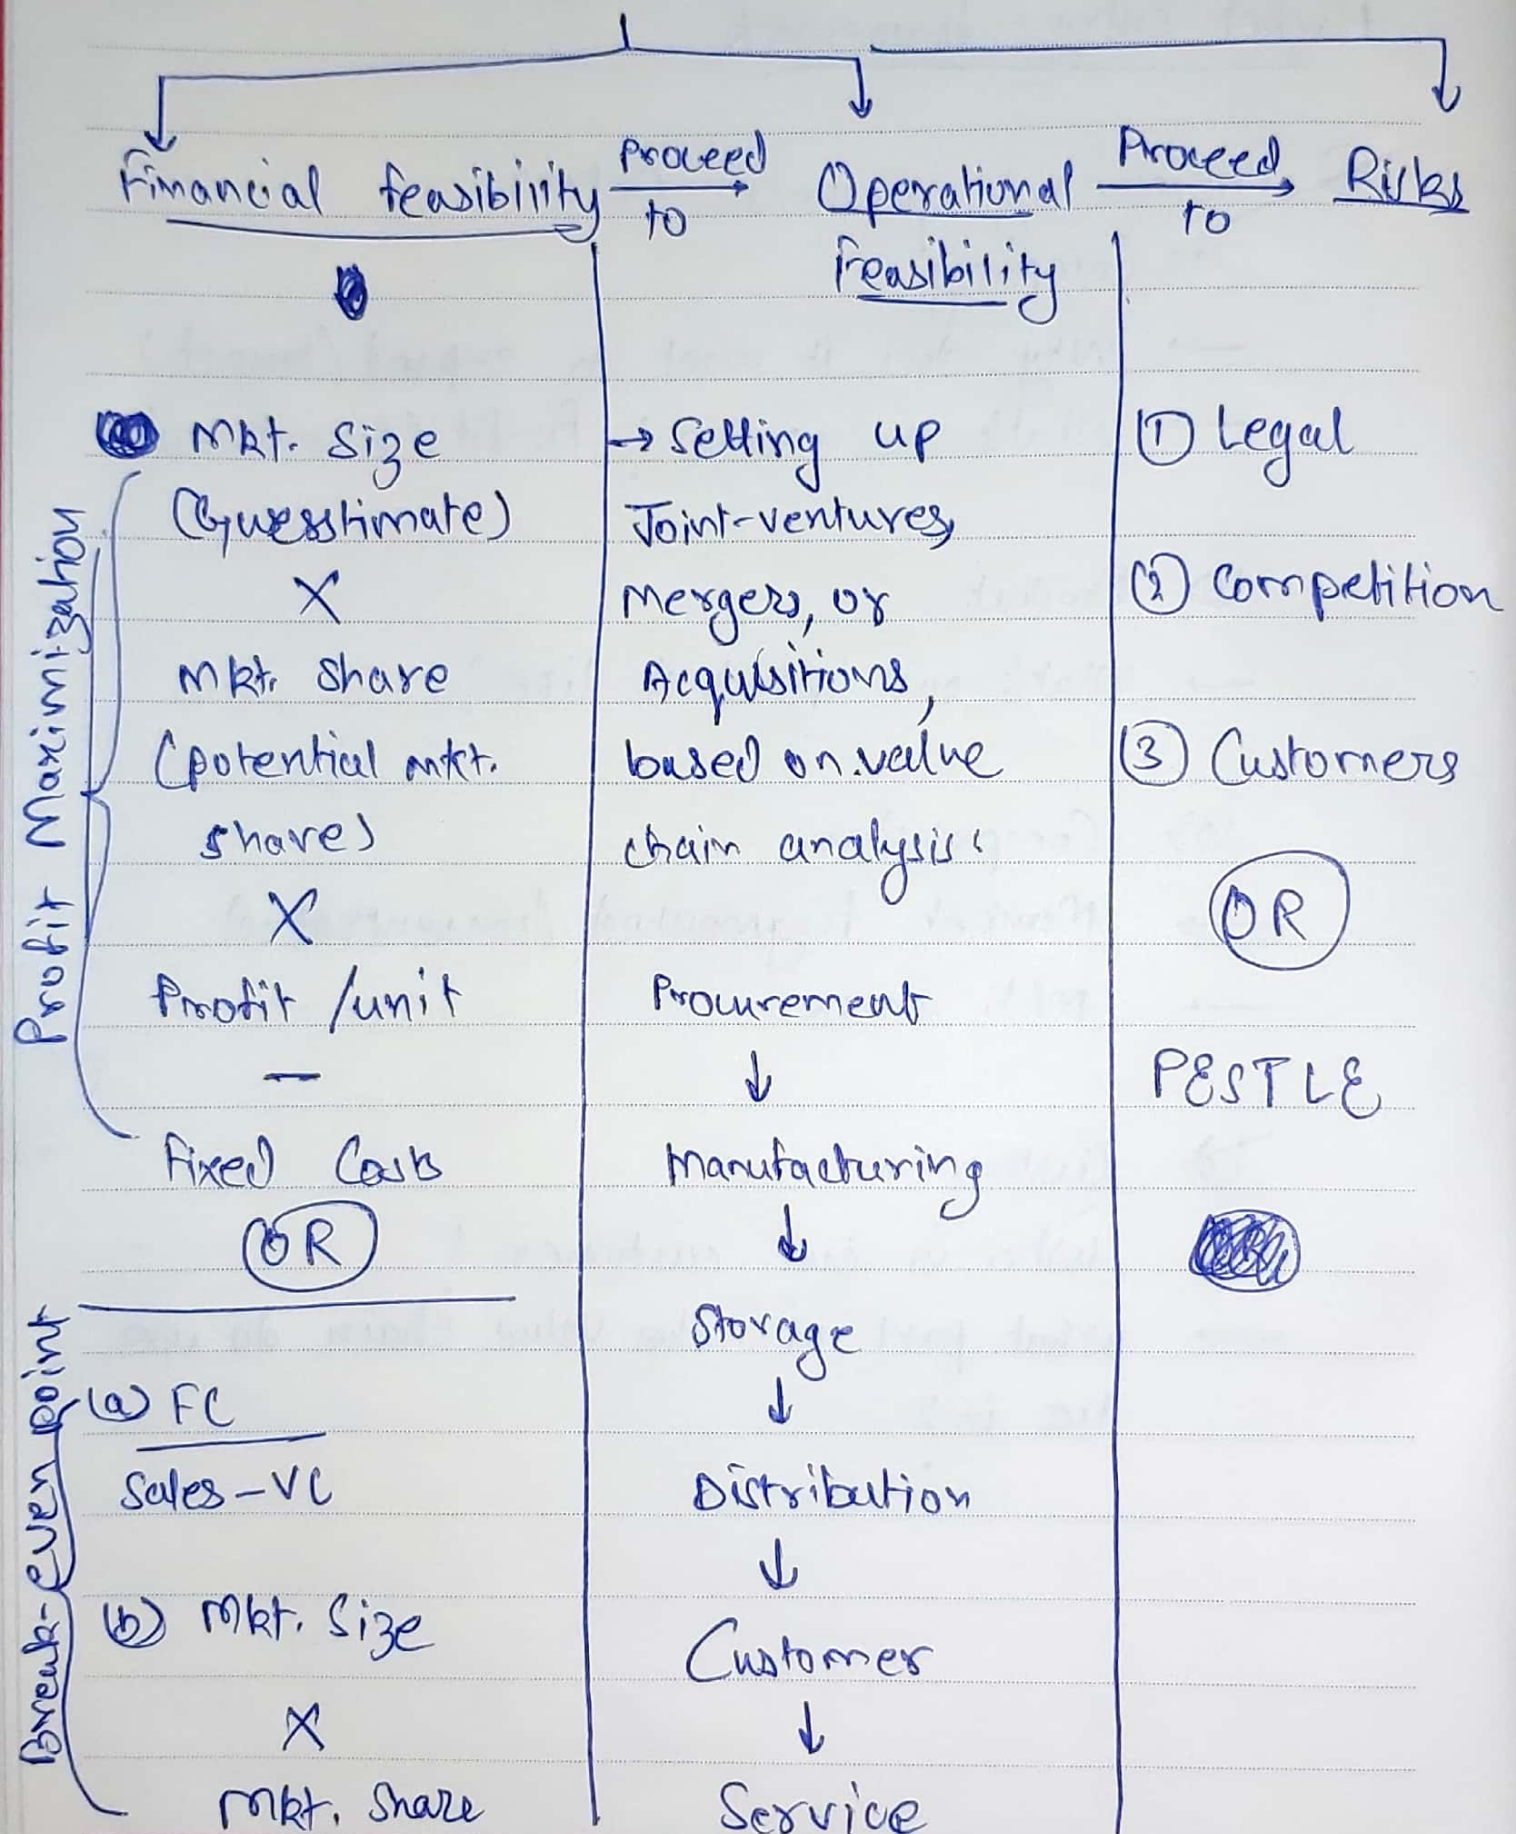 Financial feasibility
Proceed
to
Operational
Feasibility
Proceed
to
Risks
Profit Maximization
Mkt. Size
(Guesstimate)
X
Mkt. Share
(potential mkt.
share)
X
Profit /unit
—
Fixed Costs
OR
Break-even point
(a) FC
Sales - VC
(b) Mkt. Size
X
Mkt. Share
→ Setting up
Joint-ventures,
Mergers, or
Acquisitions,
based on value
chain analysis.
Procurement
↓
Manufacturing
↓
Storage
↓
Distribution
↓
Customer
↓
Service
① Legal
② Competition
③ Customers
OR
PESTLE